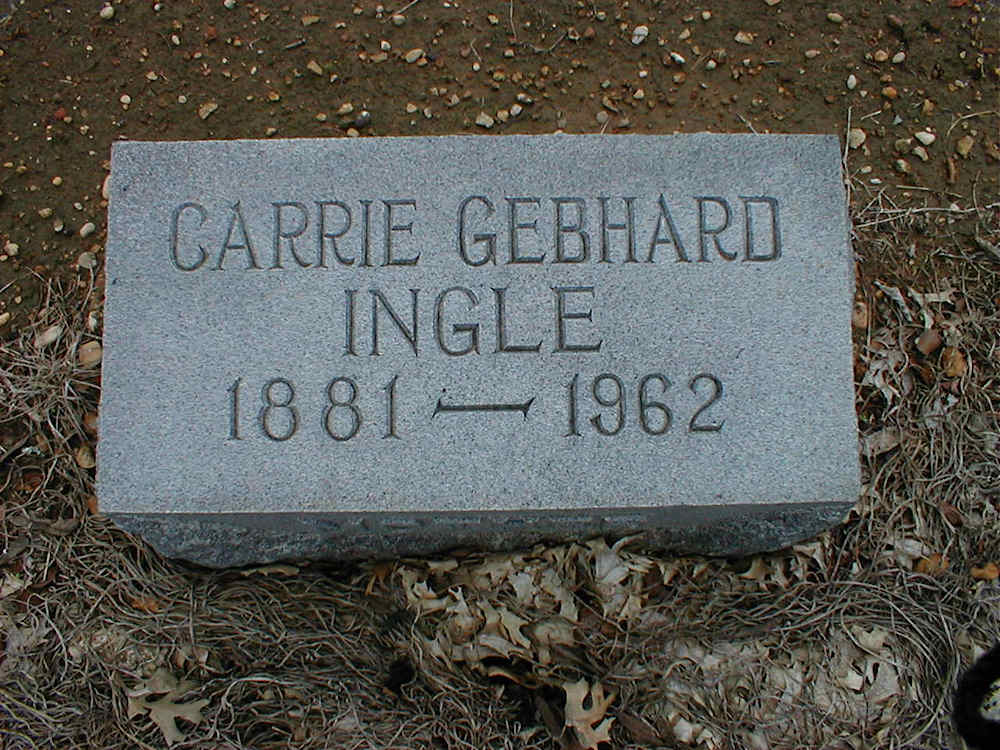 CARRIE GEBHARD
INGLE
1881 — 1962